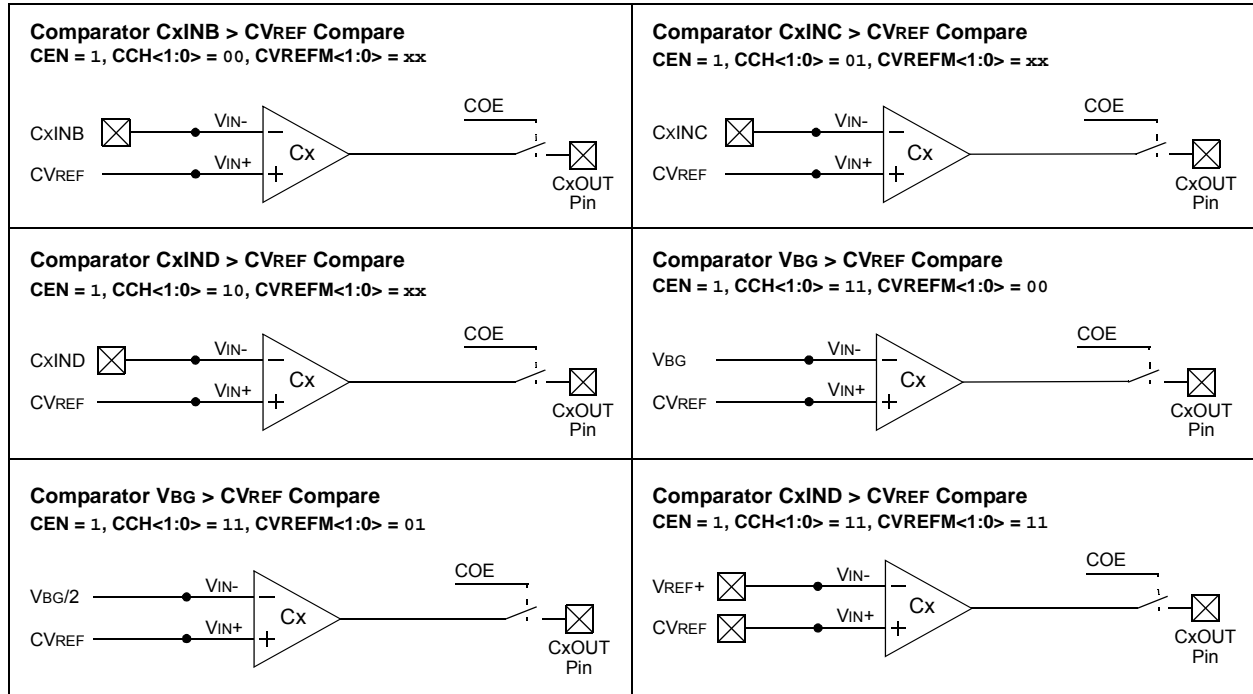 Comparator CxINB > CVREF Compare
CEN = 1, CCH<1:0> = 00, CVREFM<1:0> = xx
COE
CxINB
VIN-
–
Cx
CVREF
VIN+
+
CxOUT
Pin
Comparator CxINC > CVREF Compare
CEN = 1, CCH<1:0> = 01, CVREFM<1:0> = xx
COE
CxINC
VIN-
–
Cx
CVREF
VIN+
+
CxOUT
Pin
Comparator CxIND > CVREF Compare
CEN = 1, CCH<1:0> = 10, CVREFM<1:0> = xx
COE
CxIND
VIN-
–
Cx
CVREF
VIN+
+
CxOUT
Pin
Comparator VBG > CVREF Compare
CEN = 1, CCH<1:0> = 11, CVREFM<1:0> = 00
COE
VBG
VIN-
–
Cx
CVREF
VIN+
+
CxOUT
Pin
Comparator VBG > CVREF Compare
CEN = 1, CCH<1:0> = 11, CVREFM<1:0> = 01
COE
VBG/2
VIN-
–
Cx
CVREF
VIN+
+
CxOUT
Pin
Comparator CxIND > CVREF Compare
CEN = 1, CCH<1:0> = 11, CVREFM<1:0> = 11
COE
VREF+
VIN-
–
Cx
CVREF
VIN+
+
CxOUT
Pin